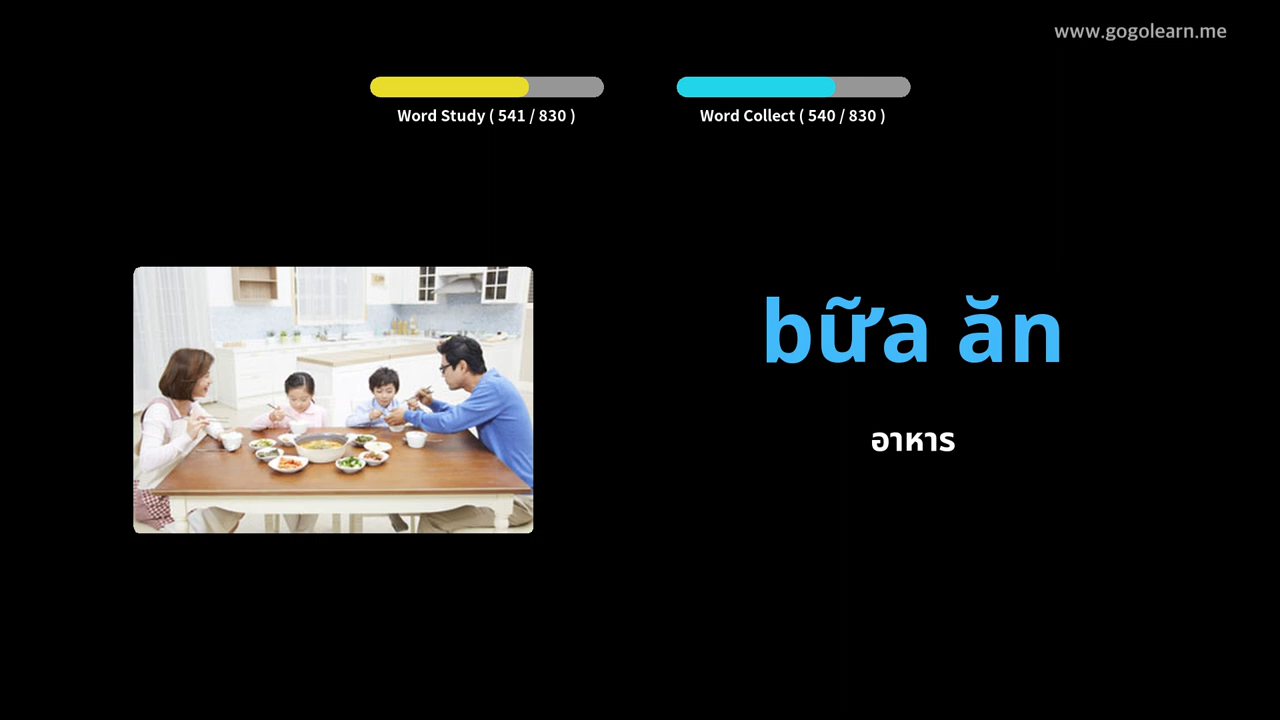 www.gogolearn.me
Word Study ( 541 / 830 )
Word Collect ( 540 / 830 )
bữa ăn
อาหาร